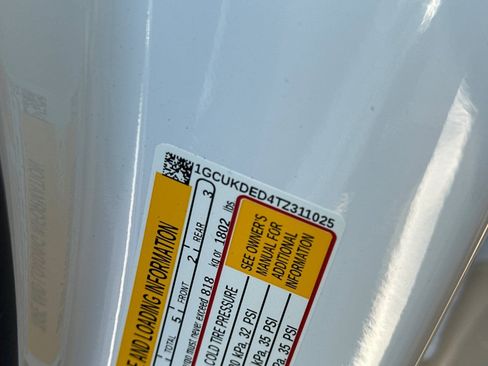 1GCUKDED4TZ311025
E AND LOADING INFORMATION
TOTAL 5 FRONT 2 REAR 3
must never exceed 818 kg or 1802 lbs
COLD TIRE PRESSURE
SEE OWNER'S
MANUAL FOR
ADDITIONAL
INFORMATION
kPa, 32 PSI
kPa, 35 PSI
kPa, 35 PSI